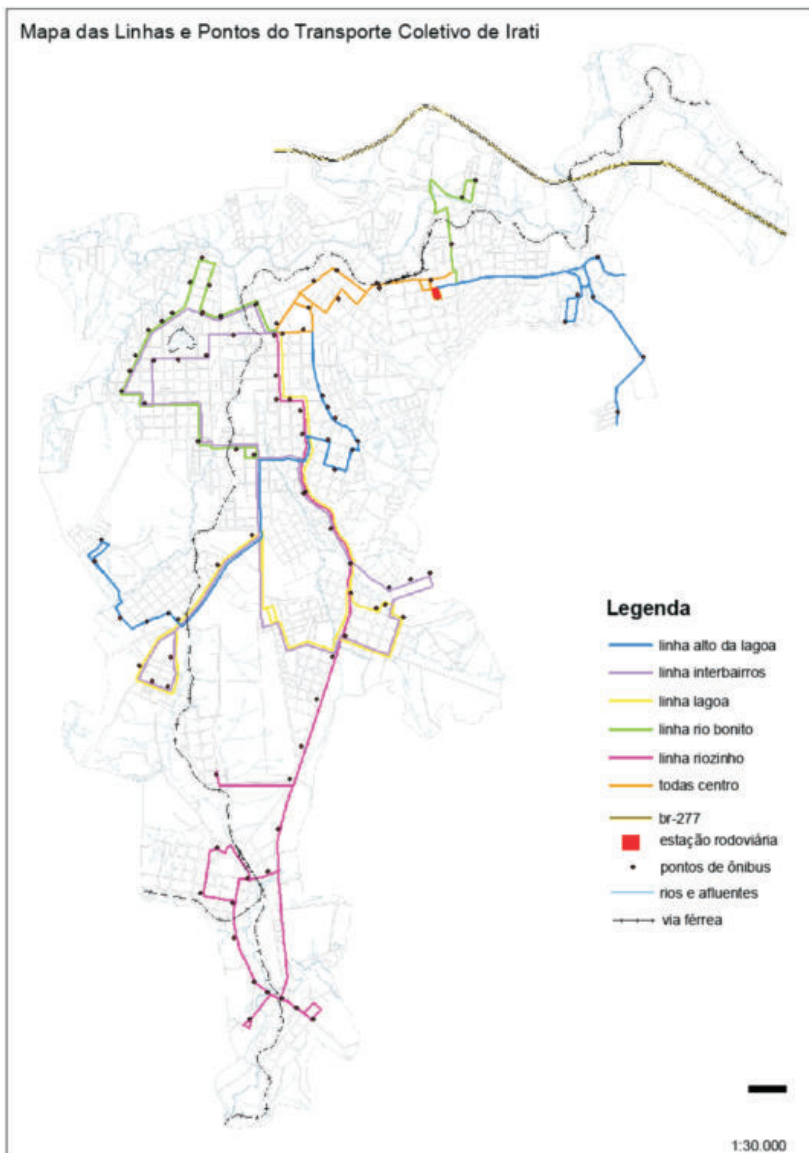 Mapa das Linhas e Pontos do Transporte Coletivo de Irati
Legenda
linha alto da lagoa
linha interbairros
linha lagoa
linha rio bonito
linha riozinho
todas centro
br-277
estação rodoviária
pontos de ônibus
rios e afluentes
via férrea
1:30.000